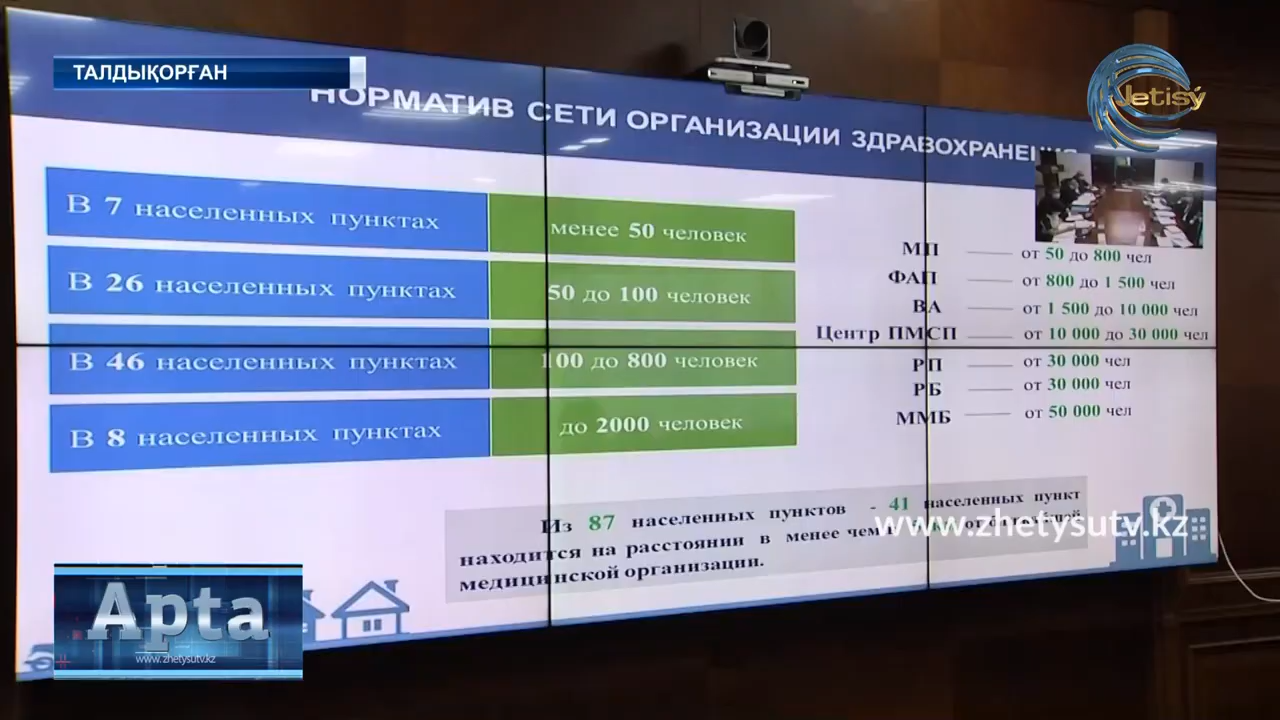 ТАЛДЫҚОРҒАН
Jetisý
НОРМАТИВ СЕТИ ОРГАНИЗАЦИИ ЗДРАВОХРАНЕНИЯ
В 7 населенных пунктах
менее 50 человек
В 26 населенных пунктах
50 до 100 человек
В 46 населенных пунктах
100 до 800 человек
В 8 населенных пунктах
до 2000 человек
МП от 50 до 800 чел
ФАП от 800 до 1 500 чел
ВА от 1 500 до 10 000 чел
Центр ПМСП от 10 000 до 30 000 чел
РП от 30 000 чел
РБ от 30 000 чел
ММБ от 50 000 чел
Из 87 населенных пунктов - 41 населенных пункт
находится на расстоянии в менее чем
медицинской организации.
www.zhetysutv.kz
Арта
www.zhetysutv.kz